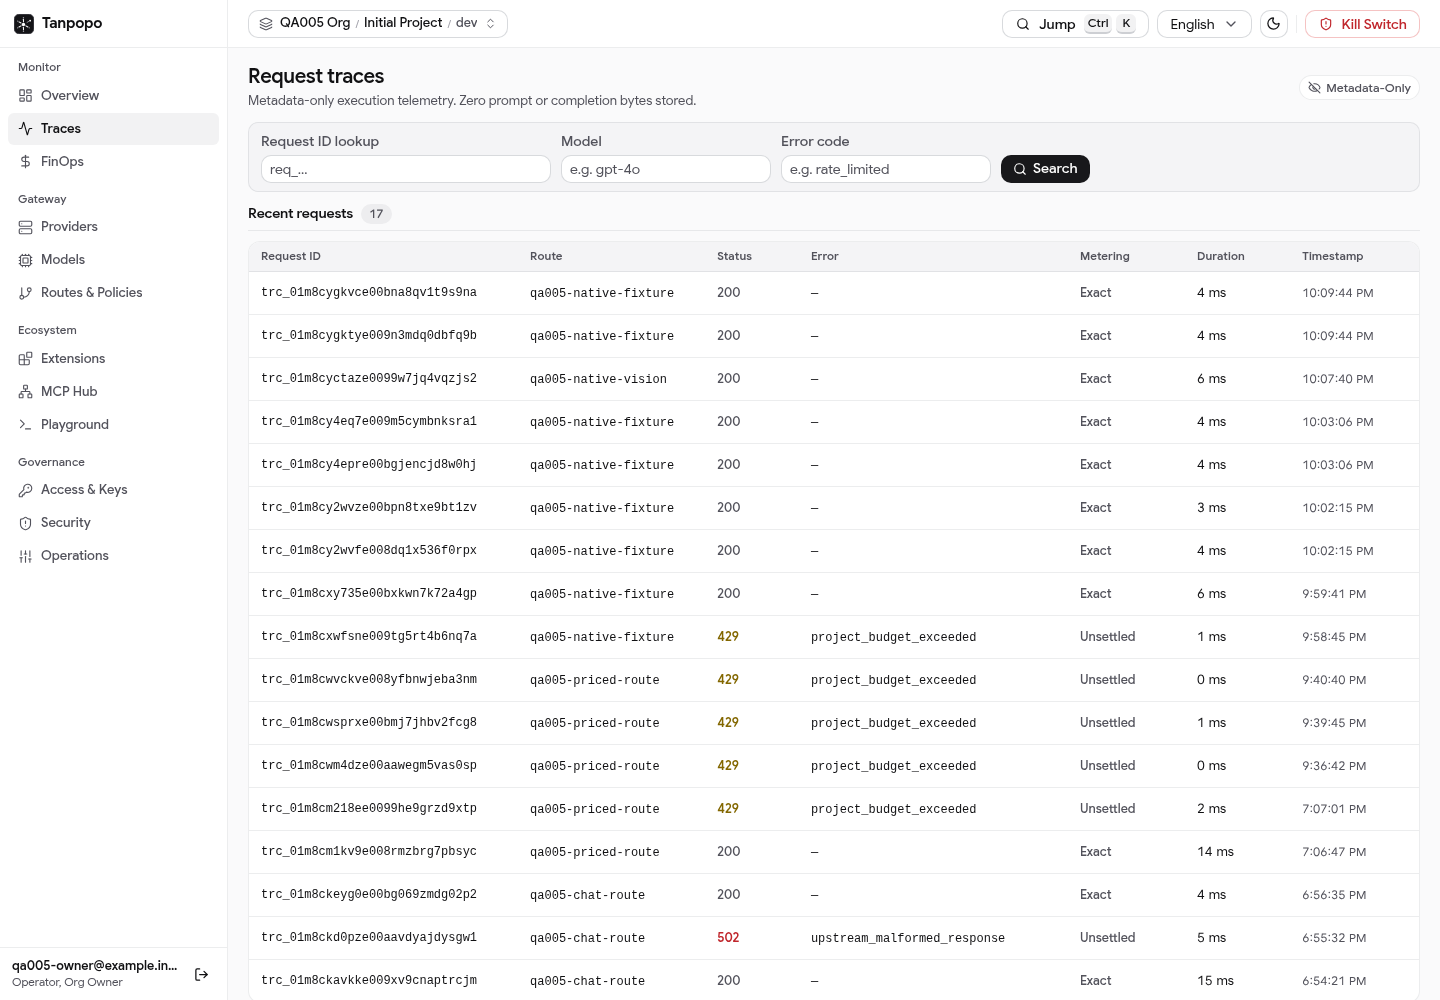 Tanpopo
QA005 Org / Initial Project / dev
Jump Ctrl K
English
Kill Switch
Monitor
Overview
Traces
FinOps
Gateway
Providers
Models
Routes & Policies
Ecosystem
Extensions
MCP Hub
Playground
Governance
Access & Keys
Security
Operations
qa005-owner@example.in...
Operator, Org Owner
Request traces
Metadata-only execution telemetry. Zero prompt or completion bytes stored.
Metadata-Only
Request ID lookup Model Error code
req_... e.g. gpt-4o e.g. rate_limited Search
Recent requests 17
Request ID Route Status Error Metering Duration Timestamp
trc_01m8cygkvce00bna8qv1t9s9na qa005-native-fixture 200 — Exact 4 ms 10:09:44 PM
trc_01m8cygktye009n3mdq0dbfq9b qa005-native-fixture 200 — Exact 4 ms 10:09:44 PM
trc_01m8cyctaze0099w7jq4vqzjs2 qa005-native-vision 200 — Exact 6 ms 10:07:40 PM
trc_01m8cy4eq7e009m5cymbnksra1 qa005-native-fixture 200 — Exact 4 ms 10:03:06 PM
trc_01m8cy4epre00bgjencjd8w0hj qa005-native-fixture 200 — Exact 4 ms 10:03:06 PM
trc_01m8cy2wvze00bpn8txe9bt1zv qa005-native-fixture 200 — Exact 3 ms 10:02:15 PM
trc_01m8cy2wvfe008dq1x536f0rpx qa005-native-fixture 200 — Exact 4 ms 10:02:15 PM
trc_01m8cxy735e00bxkwn7k72a4gp qa005-native-fixture 200 — Exact 6 ms 9:59:41 PM
trc_01m8cxwfsne009tg5rt4b6nq7a qa005-native-fixture 429 project_budget_exceeded Unsettled 1 ms 9:58:45 PM
trc_01m8cwvckve008yfbnwjeba3nm qa005-priced-route 429 project_budget_exceeded Unsettled 0 ms 9:40:40 PM
trc_01m8cwsprxe00bmj7jhbv2fcg8 qa005-priced-route 429 project_budget_exceeded Unsettled 1 ms 9:39:45 PM
trc_01m8cwm4dze00aawegm5vas0sp qa005-priced-route 429 project_budget_exceeded Unsettled 0 ms 9:36:42 PM
trc_01m8cm218ee0099he9grzd9xtp qa005-priced-route 429 project_budget_exceeded Unsettled 2 ms 7:07:01 PM
trc_01m8cm1kv9e008rmzbrg7pbsyc qa005-priced-route 200 — Exact 14 ms 7:06:47 PM
trc_01m8ckeyg0e00bg069zmdg02p2 qa005-chat-route 200 — Exact 4 ms 6:56:35 PM
trc_01m8ckd0pze00aavdyajdysgw1 qa005-chat-route 502 upstream_malformed_response Unsettled 5 ms 6:55:32 PM
trc_01m8ckavkke009xv9cnaptrcjm qa005-chat-route 200 — Exact 15 ms 6:54:21 PM